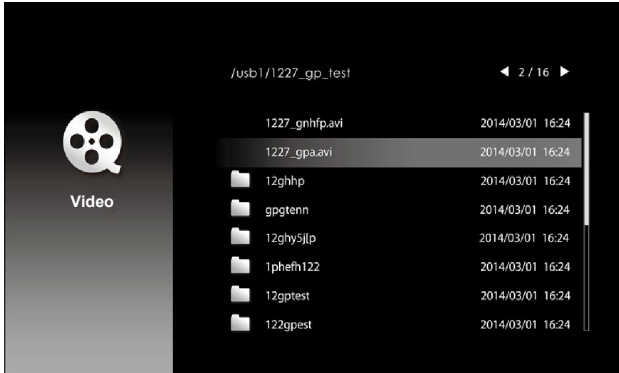 /usb1/1227_gp_test 2 / 16
1227_gnhfp.avi 2014/03/01 16:24
1227_gpa.avi 2014/03/01 16:24
12ghhp 2014/03/01 16:24
Video
gpgtenn 2014/03/01 16:24
12ghy5j[p 2014/03/01 16:24
1phefh122 2014/03/01 16:24
12gptest 2014/03/01 16:24
122gpest 2014/03/01 16:24